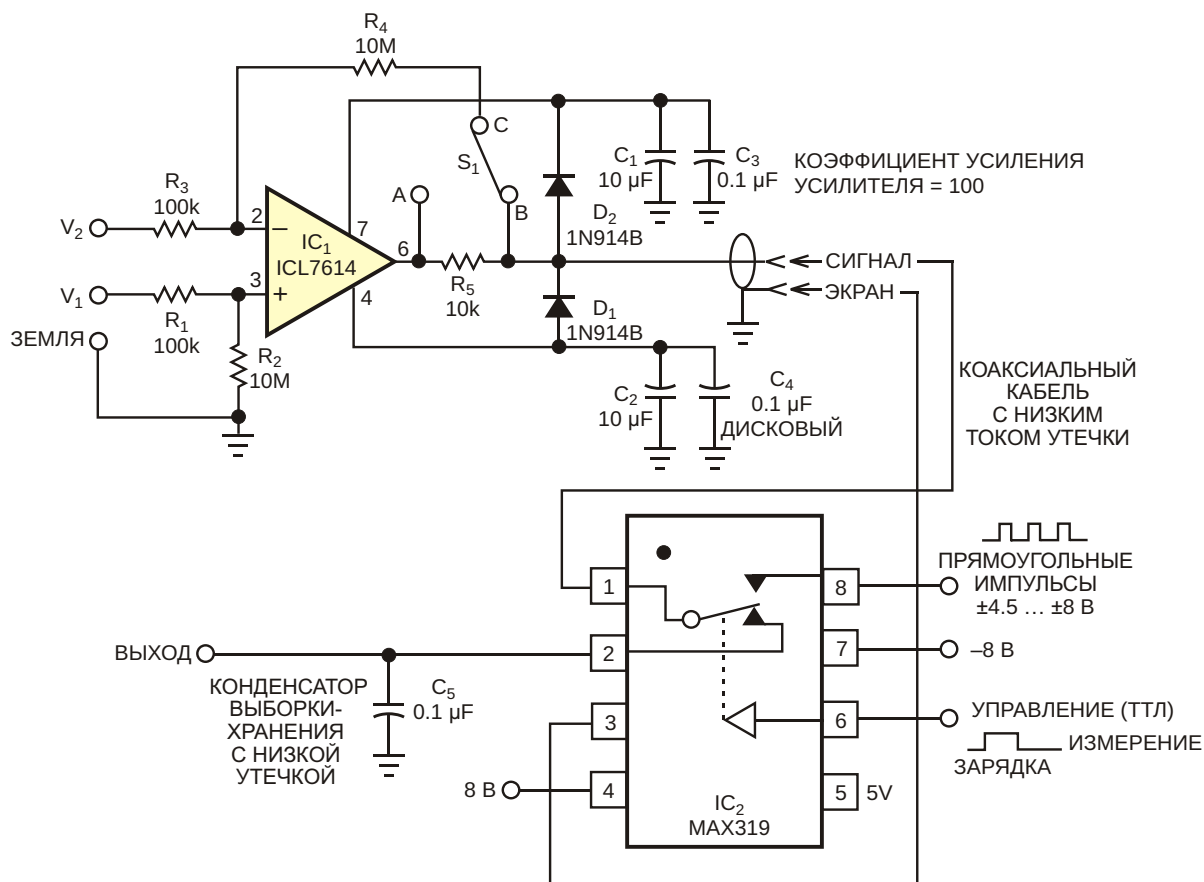 R4
10M
C
S1
A
B
C1
10 µF
C3
0.1 µF
КОЭФФИЦИЕНТ УСИЛЕНИЯ
УСИЛИТЕЛЯ = 100
R3
100k
V2
2
–
7
IC1
ICL7614
6
3
+
4
V1
R1
100k
ЗЕМЛЯ
R2
10M
R5
10k
D2
1N914B
D1
1N914B
СИГНАЛ
ЭКРАН
C2
10 µF
C4
0.1 µF
ДИСКОВЫЙ
КОАКСИАЛЬНЫЙ
КАБЕЛЬ
С НИЗКИМ
ТОКОМ УТЕЧКИ
1
2
3
4
8
7
6
5
5V
IC2
MAX319
ПРЯМОУГОЛЬНЫЕ
ИМПУЛЬСЫ
±4.5 ... ±8 В
–8 В
УПРАВЛЕНИЕ (ТТЛ)
ИЗМЕРЕНИЕ
ЗАРЯДКА
ВЫХОД
КОНДЕНСАТОР
ВЫБОРКИ-
ХРАНЕНИЯ
С НИЗКОЙ
УТЕЧКОЙ
C5
0.1 µF
8 В